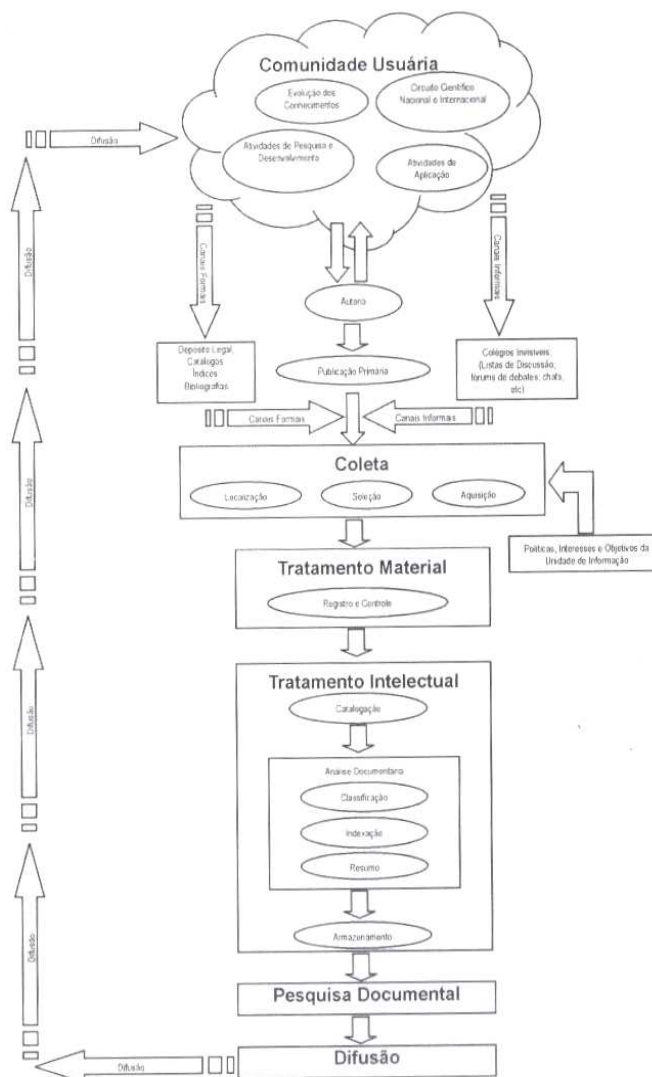 Comunidade Usuária
Evolução dos
Conhecimentos
Circuito Científico
Nacional e Internacional
Atividades de Pesquisa e
Desenvolvimento
Atividades de
Aplicação
Difusão
Difusão
Canais Formais
Canais Informais
Autoria
Depósito Legal,
Catálogos
Índices
Bibliografias
Publicação Primária
Colégios Invisíveis
(Listas de Discussão;
fóruns de debates; chats,
etc)
Canais Formais
Canais Informais
Coleta
Localização
Seleção
Aquisição
Políticas, Interesses e Objetivos da
Unidade de Informação
Difusão
Tratamento Material
Registro e Controle
Tratamento Intelectual
Catalogação
Difusão
Análise Documentária
Classificação
Indexação
Resumo
Armazenamento
Difusão
Pesquisa Documental
Difusão
Difusão